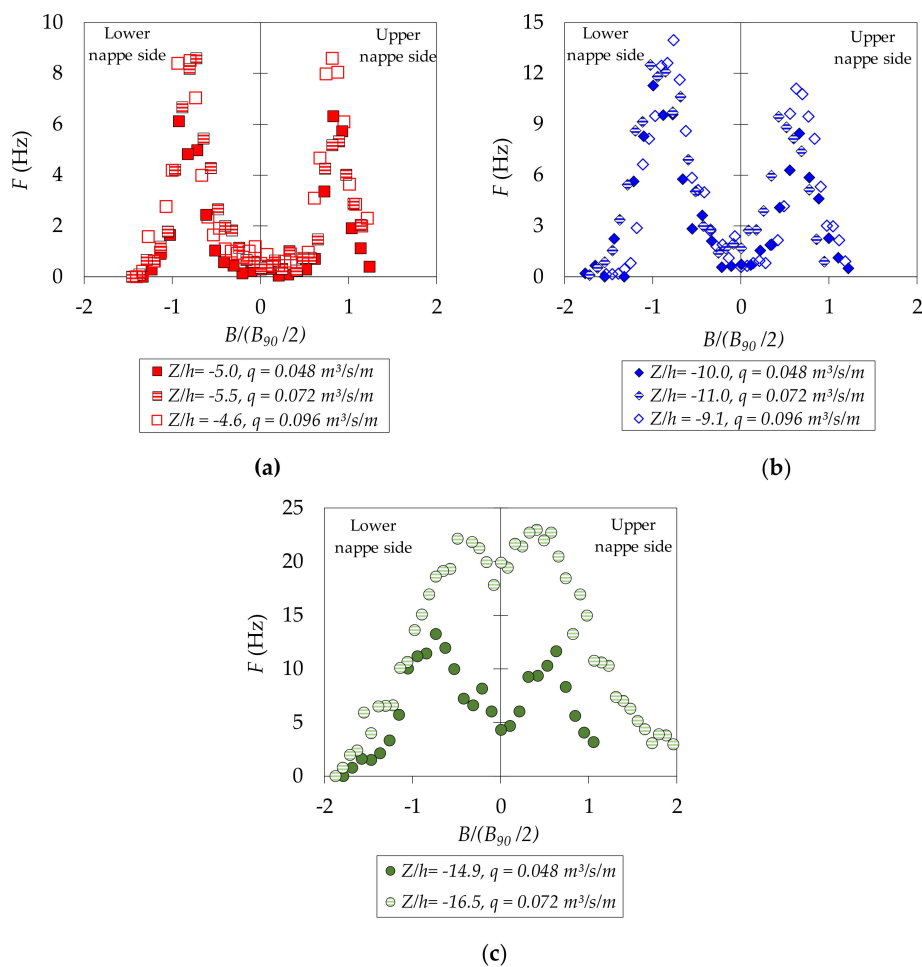 10
8
6
4
2
0
F (Hz)
Lower
nappe side
Upper
nappe side
-2 -1 0 1 2
B/(B90 /2)
Z/h= -5.0, q = 0.048 m³/s/m
Z/h= -5.5, q = 0.072 m³/s/m
Z/h = -4.6, q = 0.096 m³/s/m
(a)
15
12
9
6
3
0
F (Hz)
Lower
nappe side
Upper
nappe side
-2 -1 0 1 2
B/(B90 /2)
Z/h= -10.0, q = 0.048 m³/s/m
Z/h= -11.0, q = 0.072 m³/s/m
Z/h = -9.1, q = 0.096 m³/s/m
(b)
25
20
15
10
5
0
F (Hz)
Lower
nappe side
Upper
nappe side
-2 -1 0 1 2
B/(B90 /2)
Z/h= -14.9, q = 0.048 m³/s/m
Z/h= -16.5, q = 0.072 m³/s/m
(c)